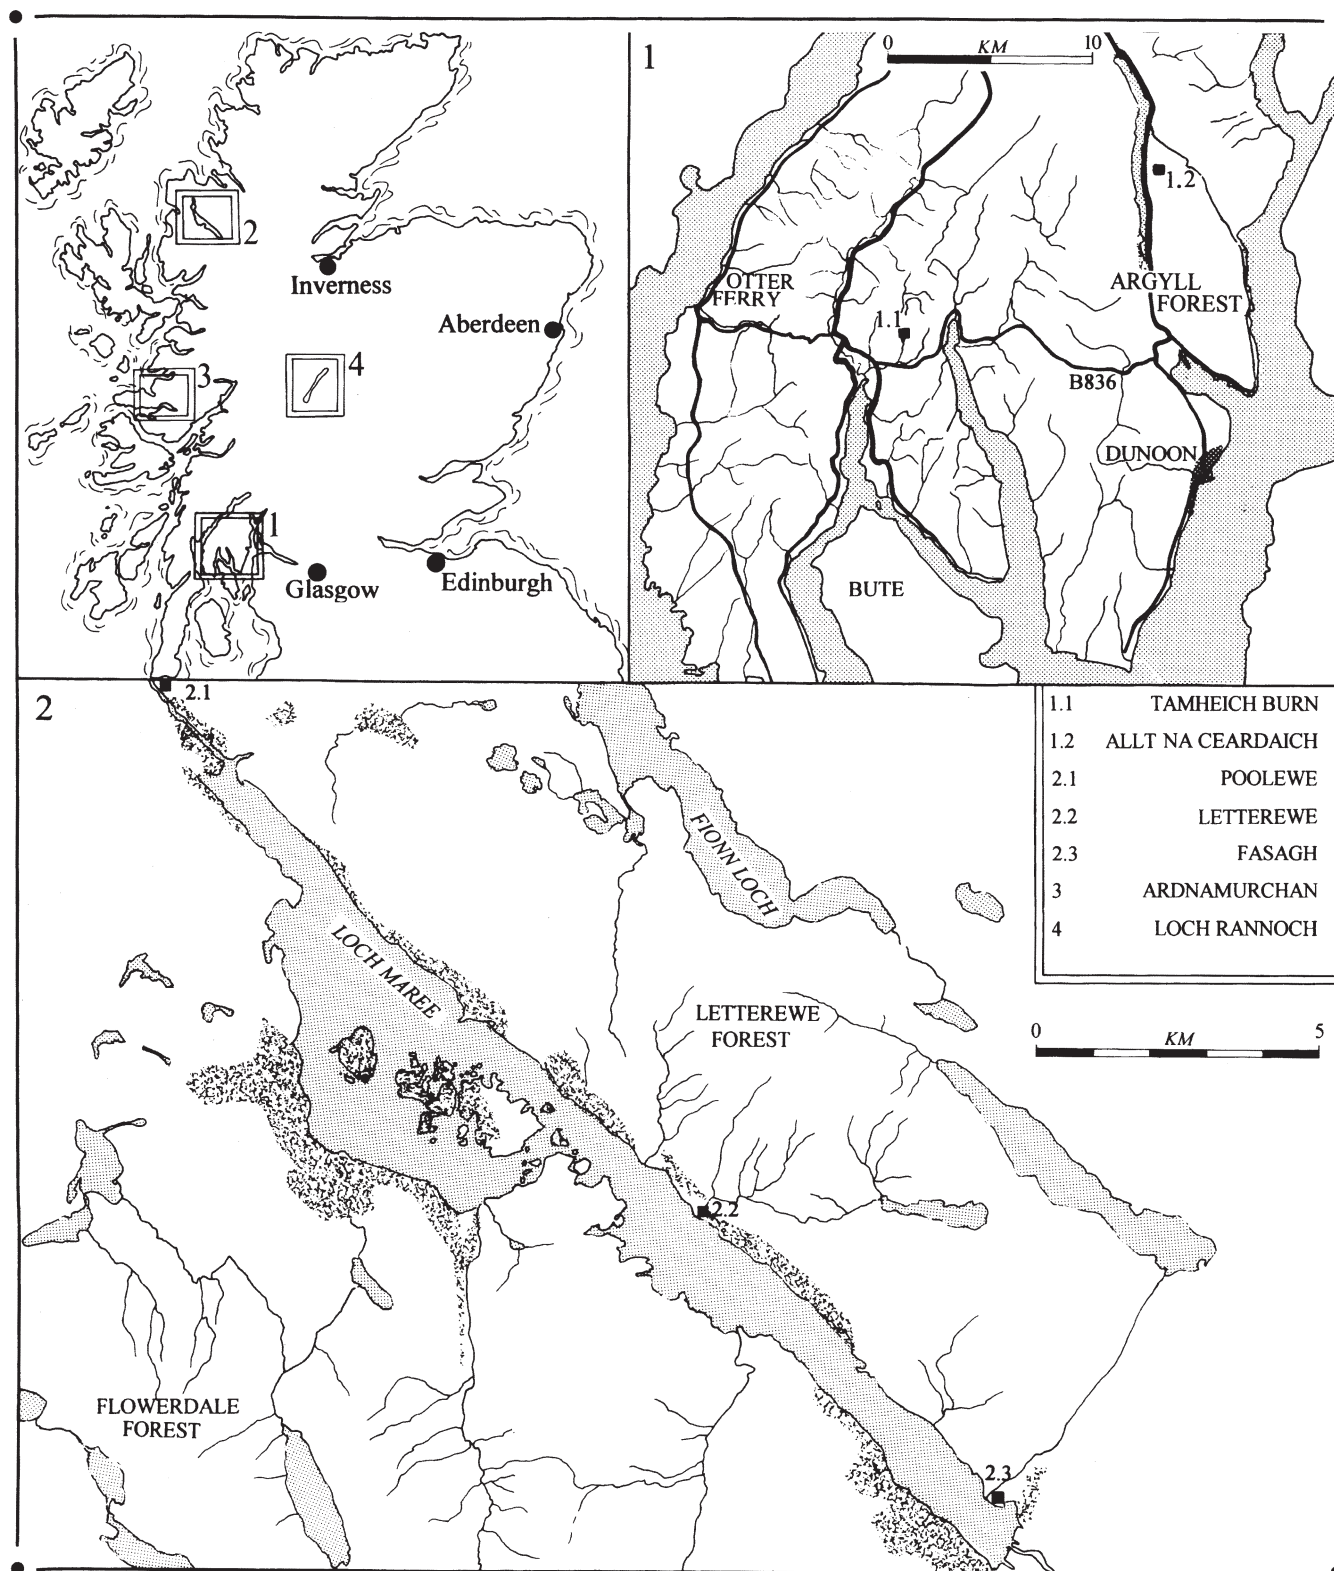 2
Inverness
Aberdeen
4
3
1
Glasgow
Edinburgh
1
0 KM 10
1.2
OTTER
FERRY
1.1
ARGYLL
FOREST
B836
DUNOON
BUTE
2
2.1
FIONN LOCH
LOCH MAREE
LETTEREWE
FOREST
2.2
FLOWERDALE
FOREST
2.3
1.1 TAMHEICH BURN
1.2 ALLT NA CEARDAICH
2.1 POOLEWE
2.2 LETTEREWE
2.3 FASAGH
3 ARDNAMURCHAN
4 LOCH RANNOCH
0 KM 5